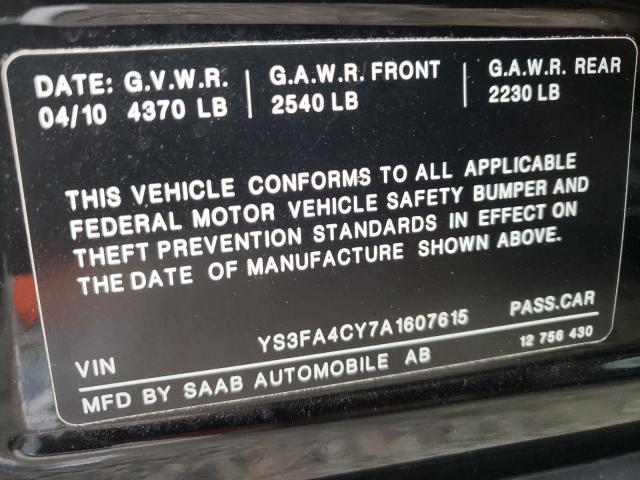 DATE: G.V.W.R. G.A.W.R. FRONT G.A.W.R. REAR
04/10 4370 LB 2540 LB 2230 LB
THIS VEHICLE CONFORMS TO ALL APPLICABLE
FEDERAL MOTOR VEHICLE SAFETY BUMPER AND
THEFT PREVENTION STANDARDS IN EFFECT ON
THE DATE OF MANUFACTURE SHOWN ABOVE.
VIN YS3FA4CY7A1607615 PASS.CAR
MFD BY SAAB AUTOMOBILE AB 12 756 430